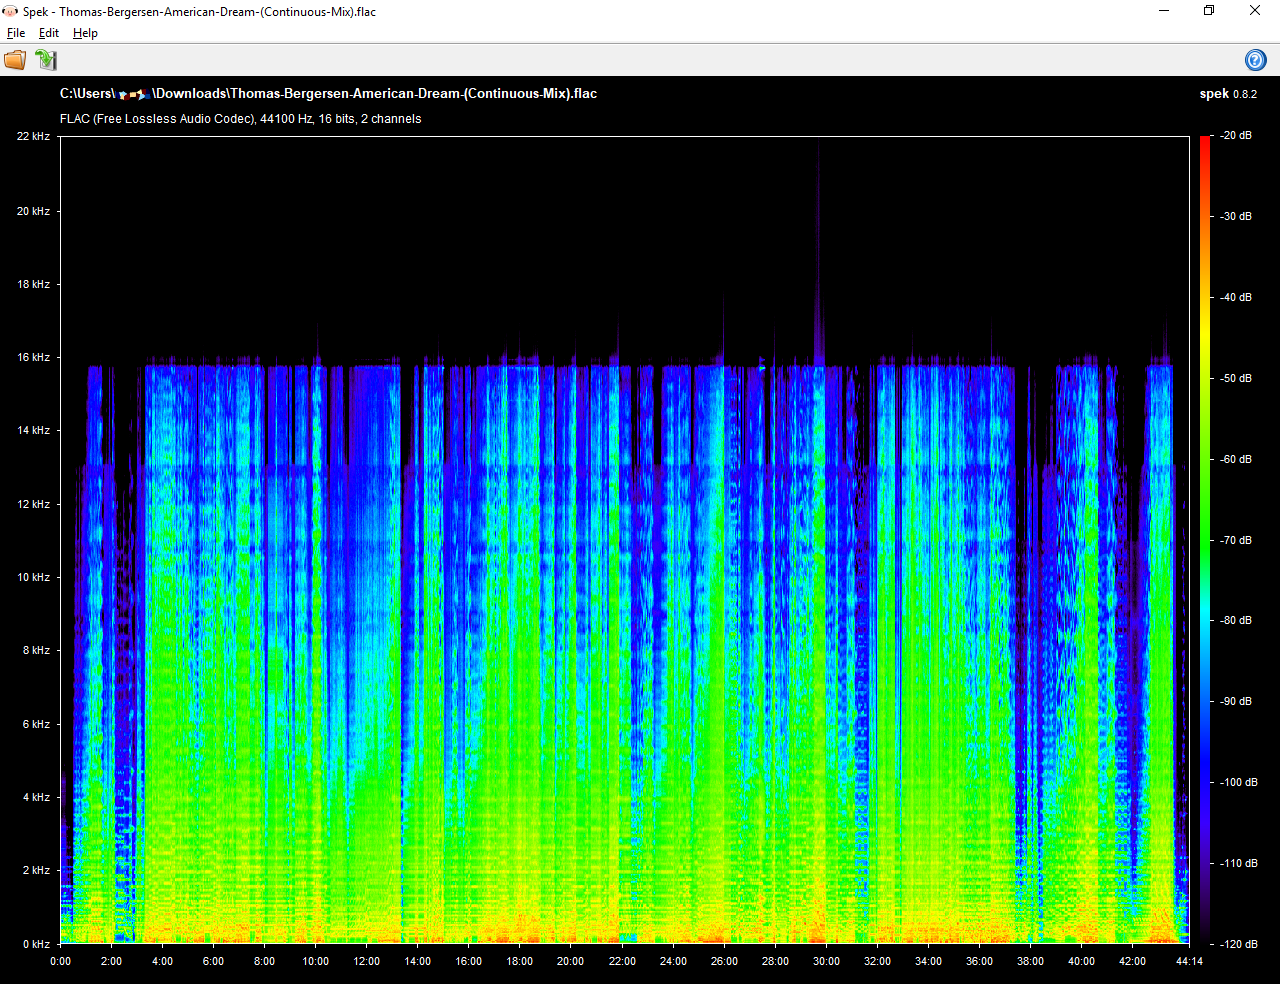 Spek - Thomas-Bergersen-American-Dream-(Continuous-Mix).flac
File Edit Help
C:\Users\ \Downloads\Thomas-Bergersen-American-Dream-(Continuous-Mix).flac
spek 0.8.2
FLAC (Free Lossless Audio Codec), 44100 Hz, 16 bits, 2 channels
22 kHz
20 kHz
18 kHz
16 kHz
14 kHz
12 kHz
10 kHz
8 kHz
6 kHz
4 kHz
2 kHz
0 kHz
-20 dB
-30 dB
-40 dB
-50 dB
-60 dB
-70 dB
-80 dB
-90 dB
-100 dB
-110 dB
-120 dB
0:00 2:00 4:00 6:00 8:00 10:00 12:00 14:00 16:00 18:00 20:00 22:00 24:00 26:00 28:00 30:00 32:00 34:00 36:00 38:00 40:00 42:00 44:14